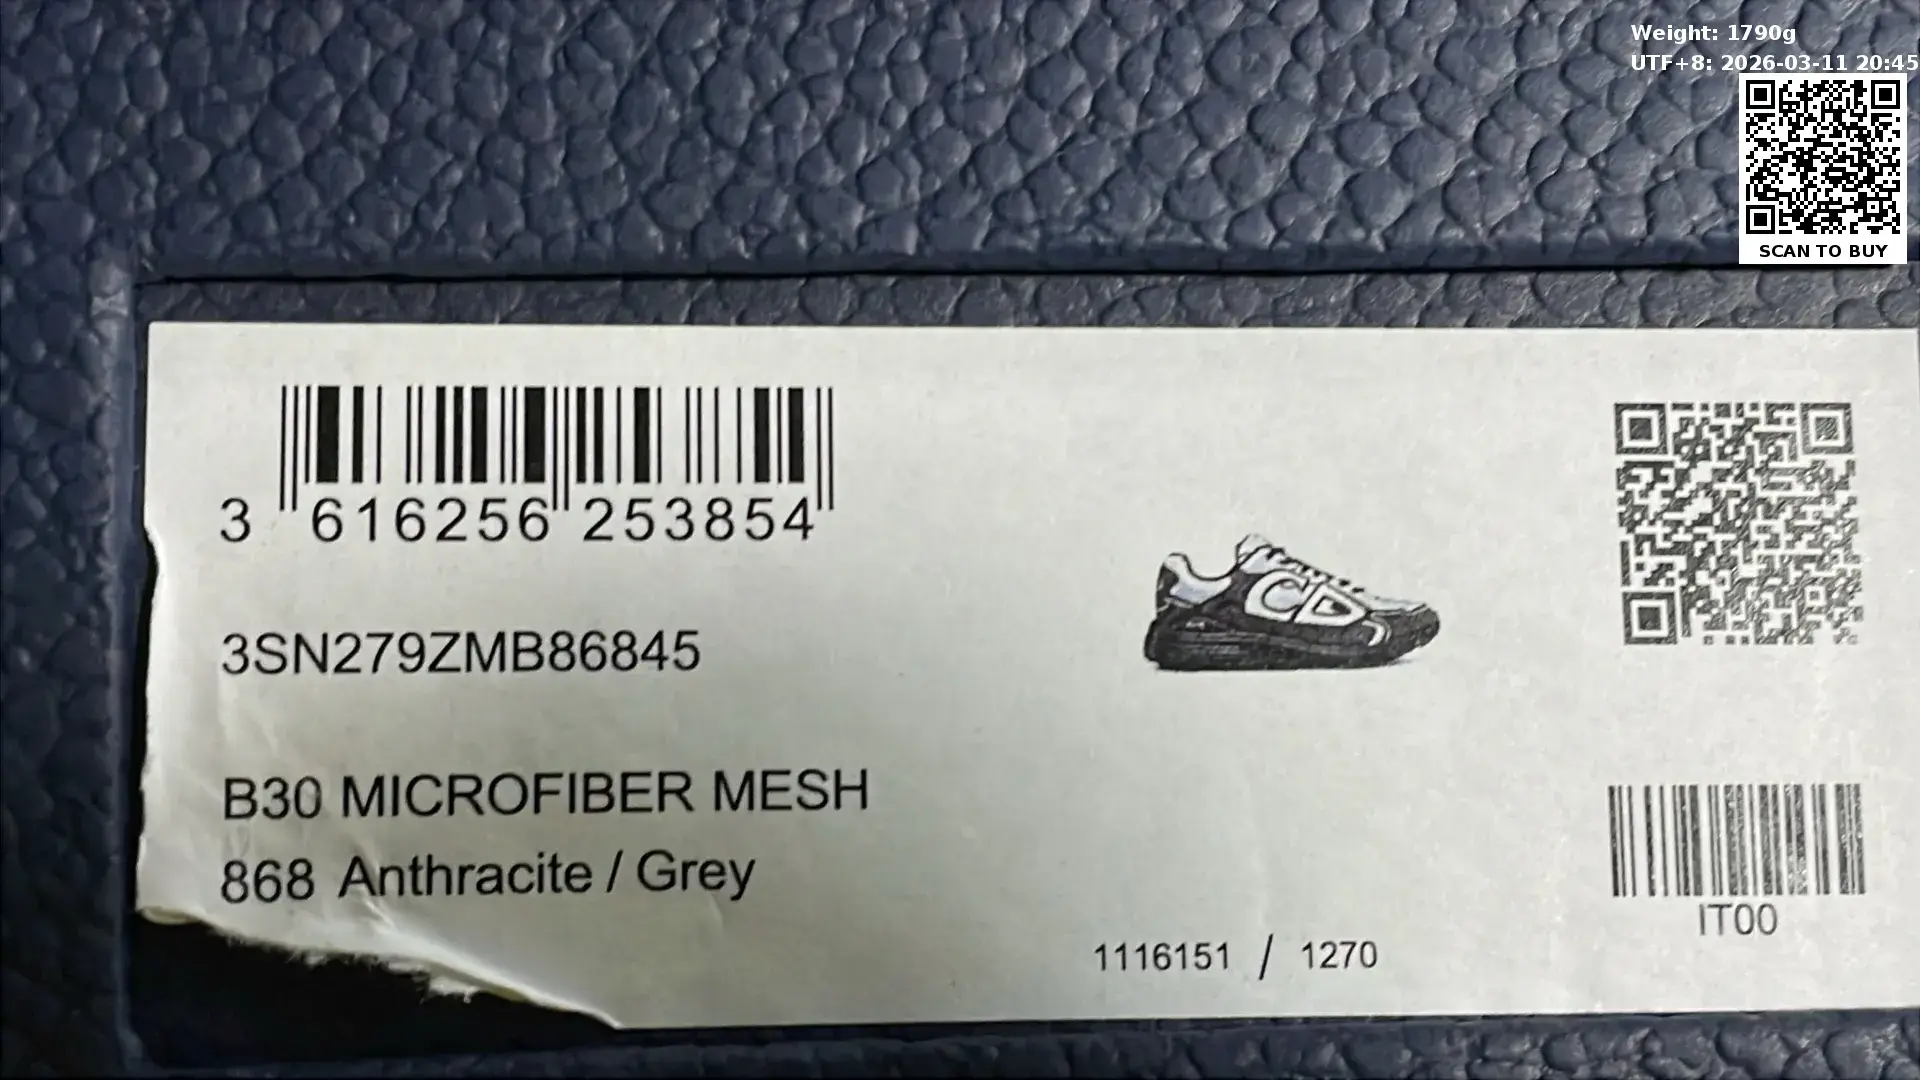 Weight: 1790g
UTF+8: 2026-03-11 20:45
SCAN TO BUY
3 616256 253854
3SN279ZMB86845
CD
B30 MICROFIBER MESH
868 Anthracite / Grey
IT00
1116151 / 1270